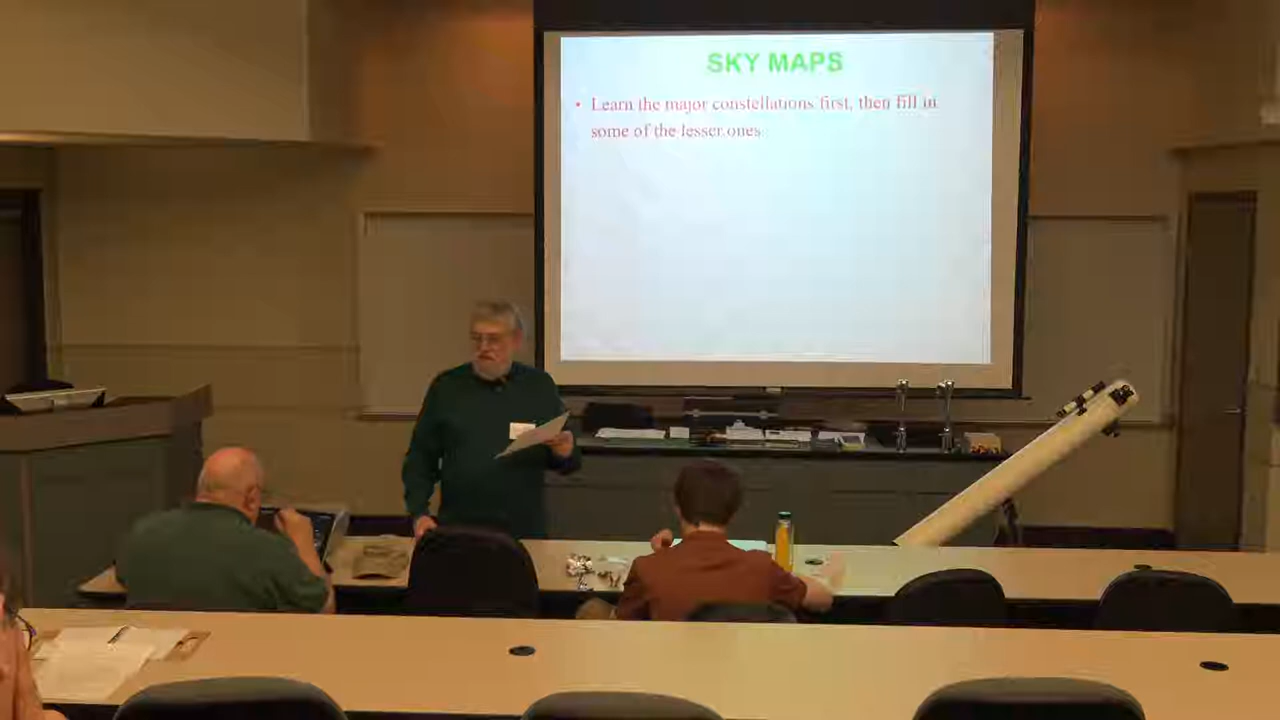 SKY MAPS
• Learn the major constellations first, then fill in
some of the lesser ones